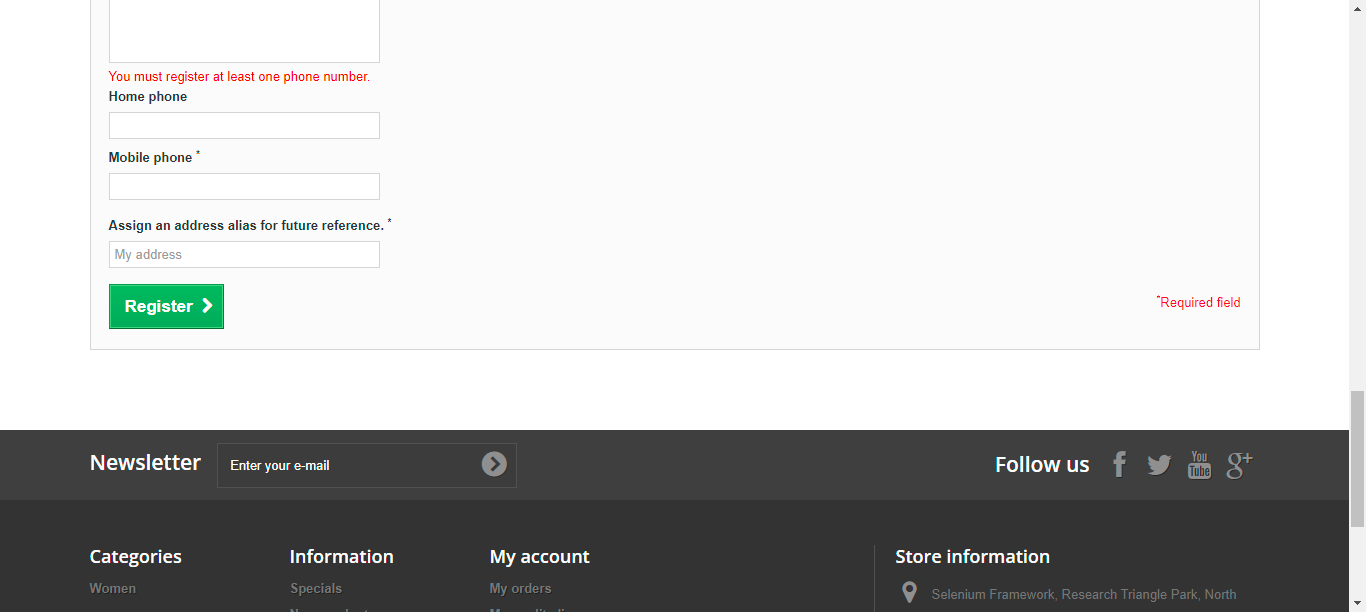 You must register at least one phone number.
Home phone
Mobile phone *
Assign an address alias for future reference. *
My address
Register
*Required field
Newsletter
Enter your e-mail
Follow us
You Tube
g+
Categories
Information
My account
Store information
Women
Specials
My orders
Selenium Framework, Research Triangle Park, North